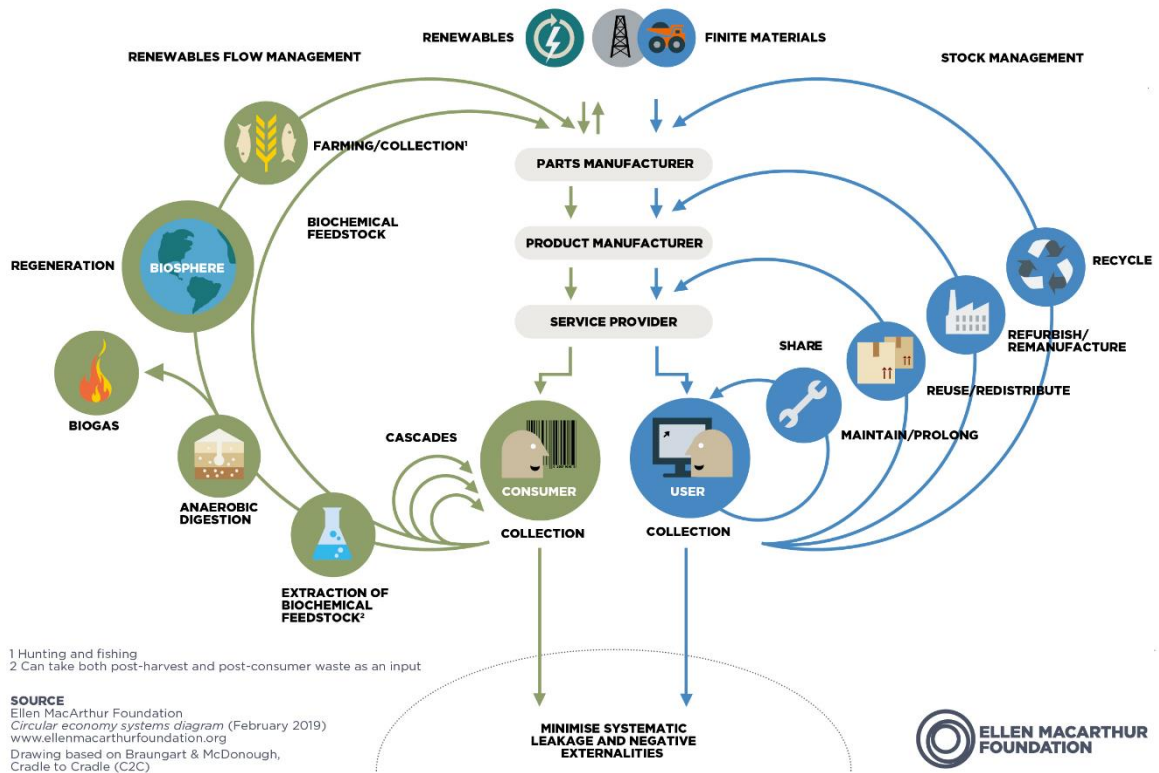 RENEWABLES
FINITE MATERIALS
RENEWABLES FLOW MANAGEMENT
STOCK MANAGEMENT
FARMING/COLLECTION¹
PARTS MANUFACTURER
BIOCHEMICAL
FEEDSTOCK
PRODUCT MANUFACTURER
REGENERATION
BIOSPHERE
RECYCLE
SERVICE PROVIDER
SHARE
REFURBISH/
REMANUFACTURE
REUSE/REDISTRIBUTE
BIOGAS
CASCADES
MAINTAIN/PROLONG
CONSUMER
USER
ANAEROBIC
DIGESTION
COLLECTION
COLLECTION
EXTRACTION OF
BIOCHEMICAL
FEEDSTOCK²
1 Hunting and fishing
2 Can take both post-harvest and post-consumer waste as an input
SOURCE
Ellen MacArthur Foundation
Circular economy systems diagram (February 2019)
www.ellenmacarthurfoundation.org
Drawing based on Braungart & McDonough,
Cradle to Cradle (C2C)
MINIMISE SYSTEMATIC
LEAKAGE AND NEGATIVE
EXTERNALITIES
ELLEN MACARTHUR
FOUNDATION